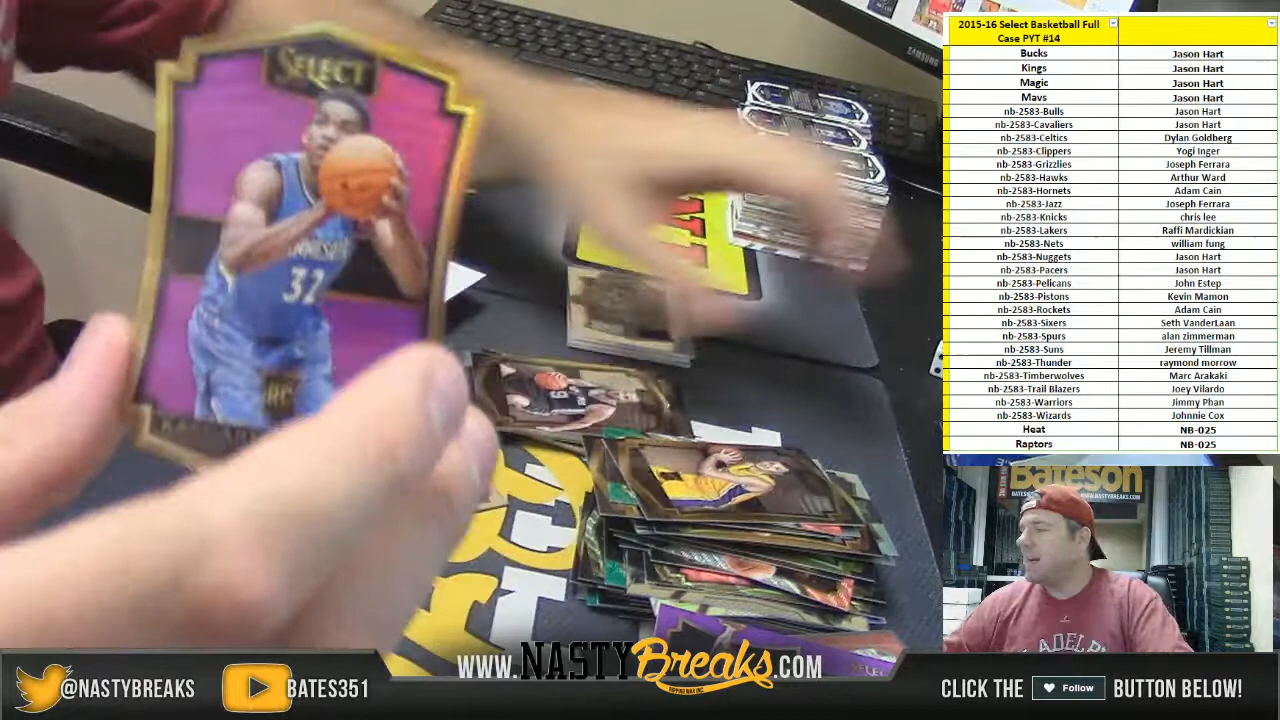 SELECT
MINNESOTA
32
RC
SAMSUNG
2015-16 Select Basketball Full
Case PYT #14
Bucks Jason Hart
Kings Jason Hart
Magic Jason Hart
Mavs Jason Hart
nb-2583-Bulls Jason Hart
nb-2583-Cavaliers Jason Hart
nb-2583-Celtics Dylan Goldberg
nb-2583-Clippers Yogi Inger
nb-2583-Grizzlies Joseph Ferrara
nb-2583-Hawks Arthur Ward
nb-2583-Hornets Adam Cain
nb-2583-Jazz Joseph Ferrara
nb-2583-Knicks chris lee
nb-2583-Lakers Raffi Mardickian
nb-2583-Nets william fung
nb-2583-Nuggets Jason Hart
nb-2583-Pacers Jason Hart
nb-2583-Pelicans John Estep
nb-2583-Pistons Kevin Mamon
nb-2583-Rockets Adam Cain
nb-2583-Sixers Seth VanderLaan
nb-2583-Spurs alan zimmerman
nb-2583-Suns Jeremy Tillman
nb-2583-Thunder raymond morrow
nb-2583-Timberwolves Marc Arakaki
nb-2583-Trail Blazers Joey Vilardo
nb-2583-Warriors Jimmy Phan
nb-2583-Wizards Johnnie Cox
Heat NB-025
Raptors NB-025
Bateson
SELECT
@NASTYBREAKS
BATES351
WWW.NASTYBreaks.COM
RIPPING WAX INC.
CLICK THE Follow BUTTON BELOW!